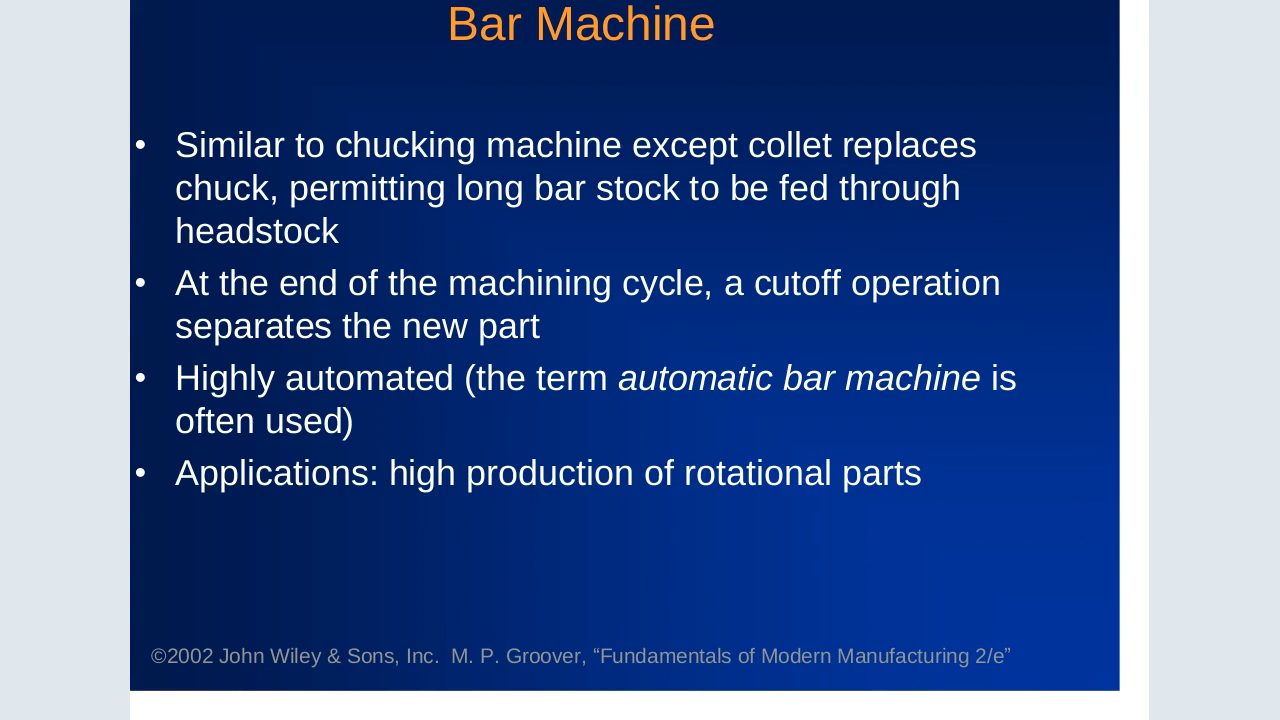 Bar Machine
• Similar to chucking machine except collet replaces
chuck, permitting long bar stock to be fed through
headstock
• At the end of the machining cycle, a cutoff operation
separates the new part
• Highly automated (the term automatic bar machine is
often used)
• Applications: high production of rotational parts
©2002 John Wiley & Sons, Inc.  M. P. Groover, “Fundamentals of Modern Manufacturing 2/e”